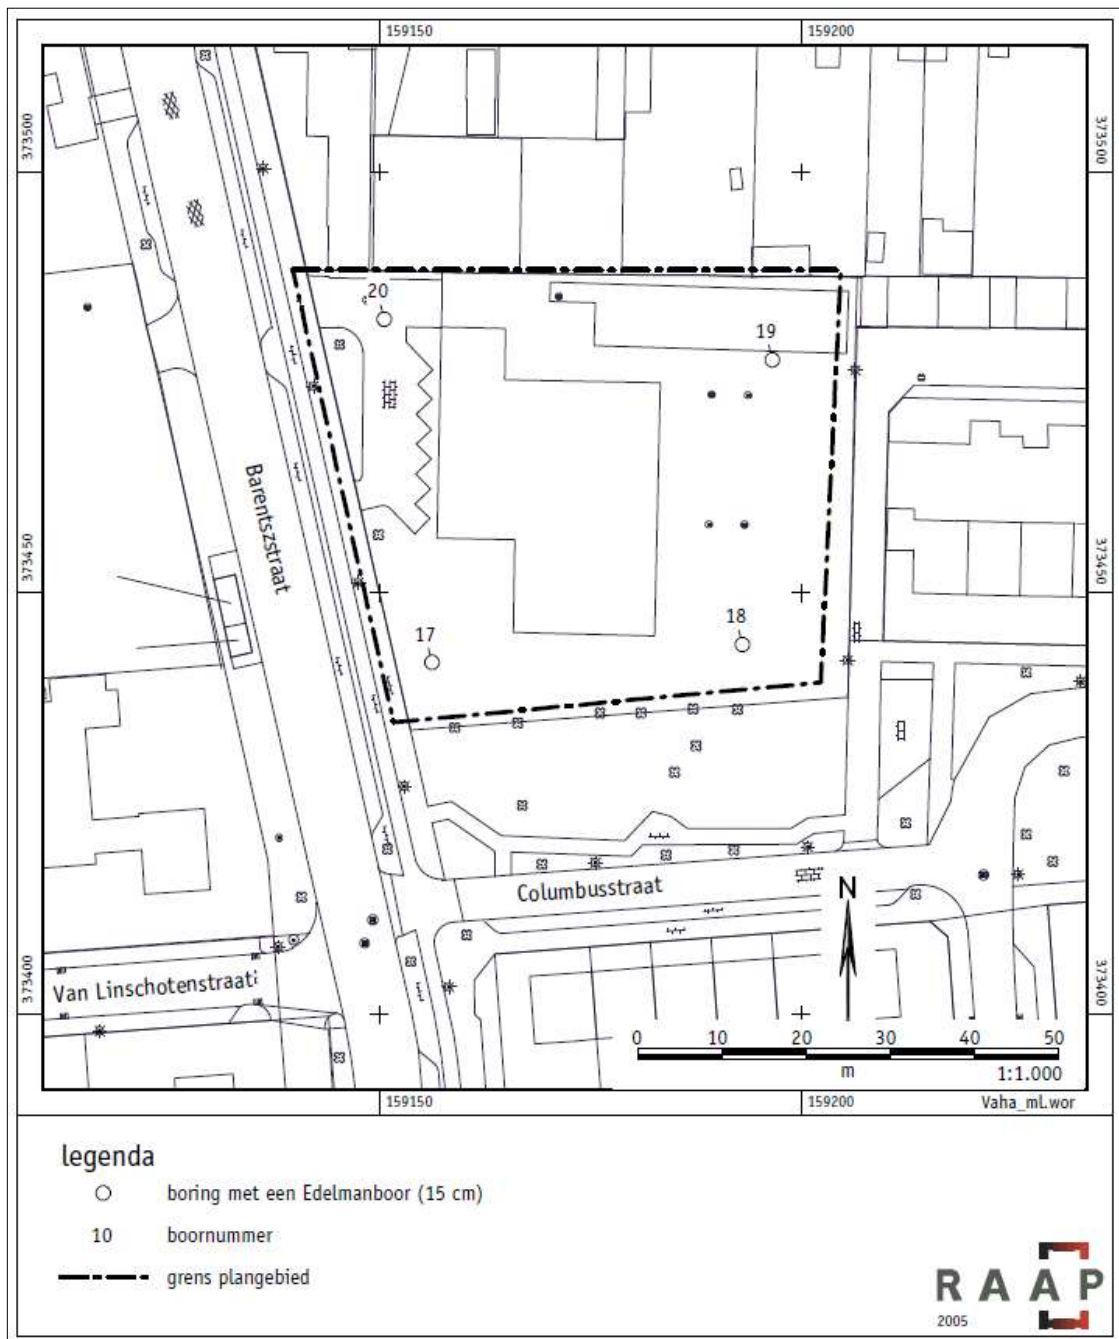 159150
159200
373500
373500
20
19
Barentszstraat
373450
373450
17
18
Columbusstraat
N
Van Linschotenstraat
373400
373400
0 10 20 30 40 50
m
1:1.000
159150
159200
Vaha_ml.wor
legenda
boring met een Edelmanboor (15 cm)
10 boornummer
grens plangebied
RAAP
2005